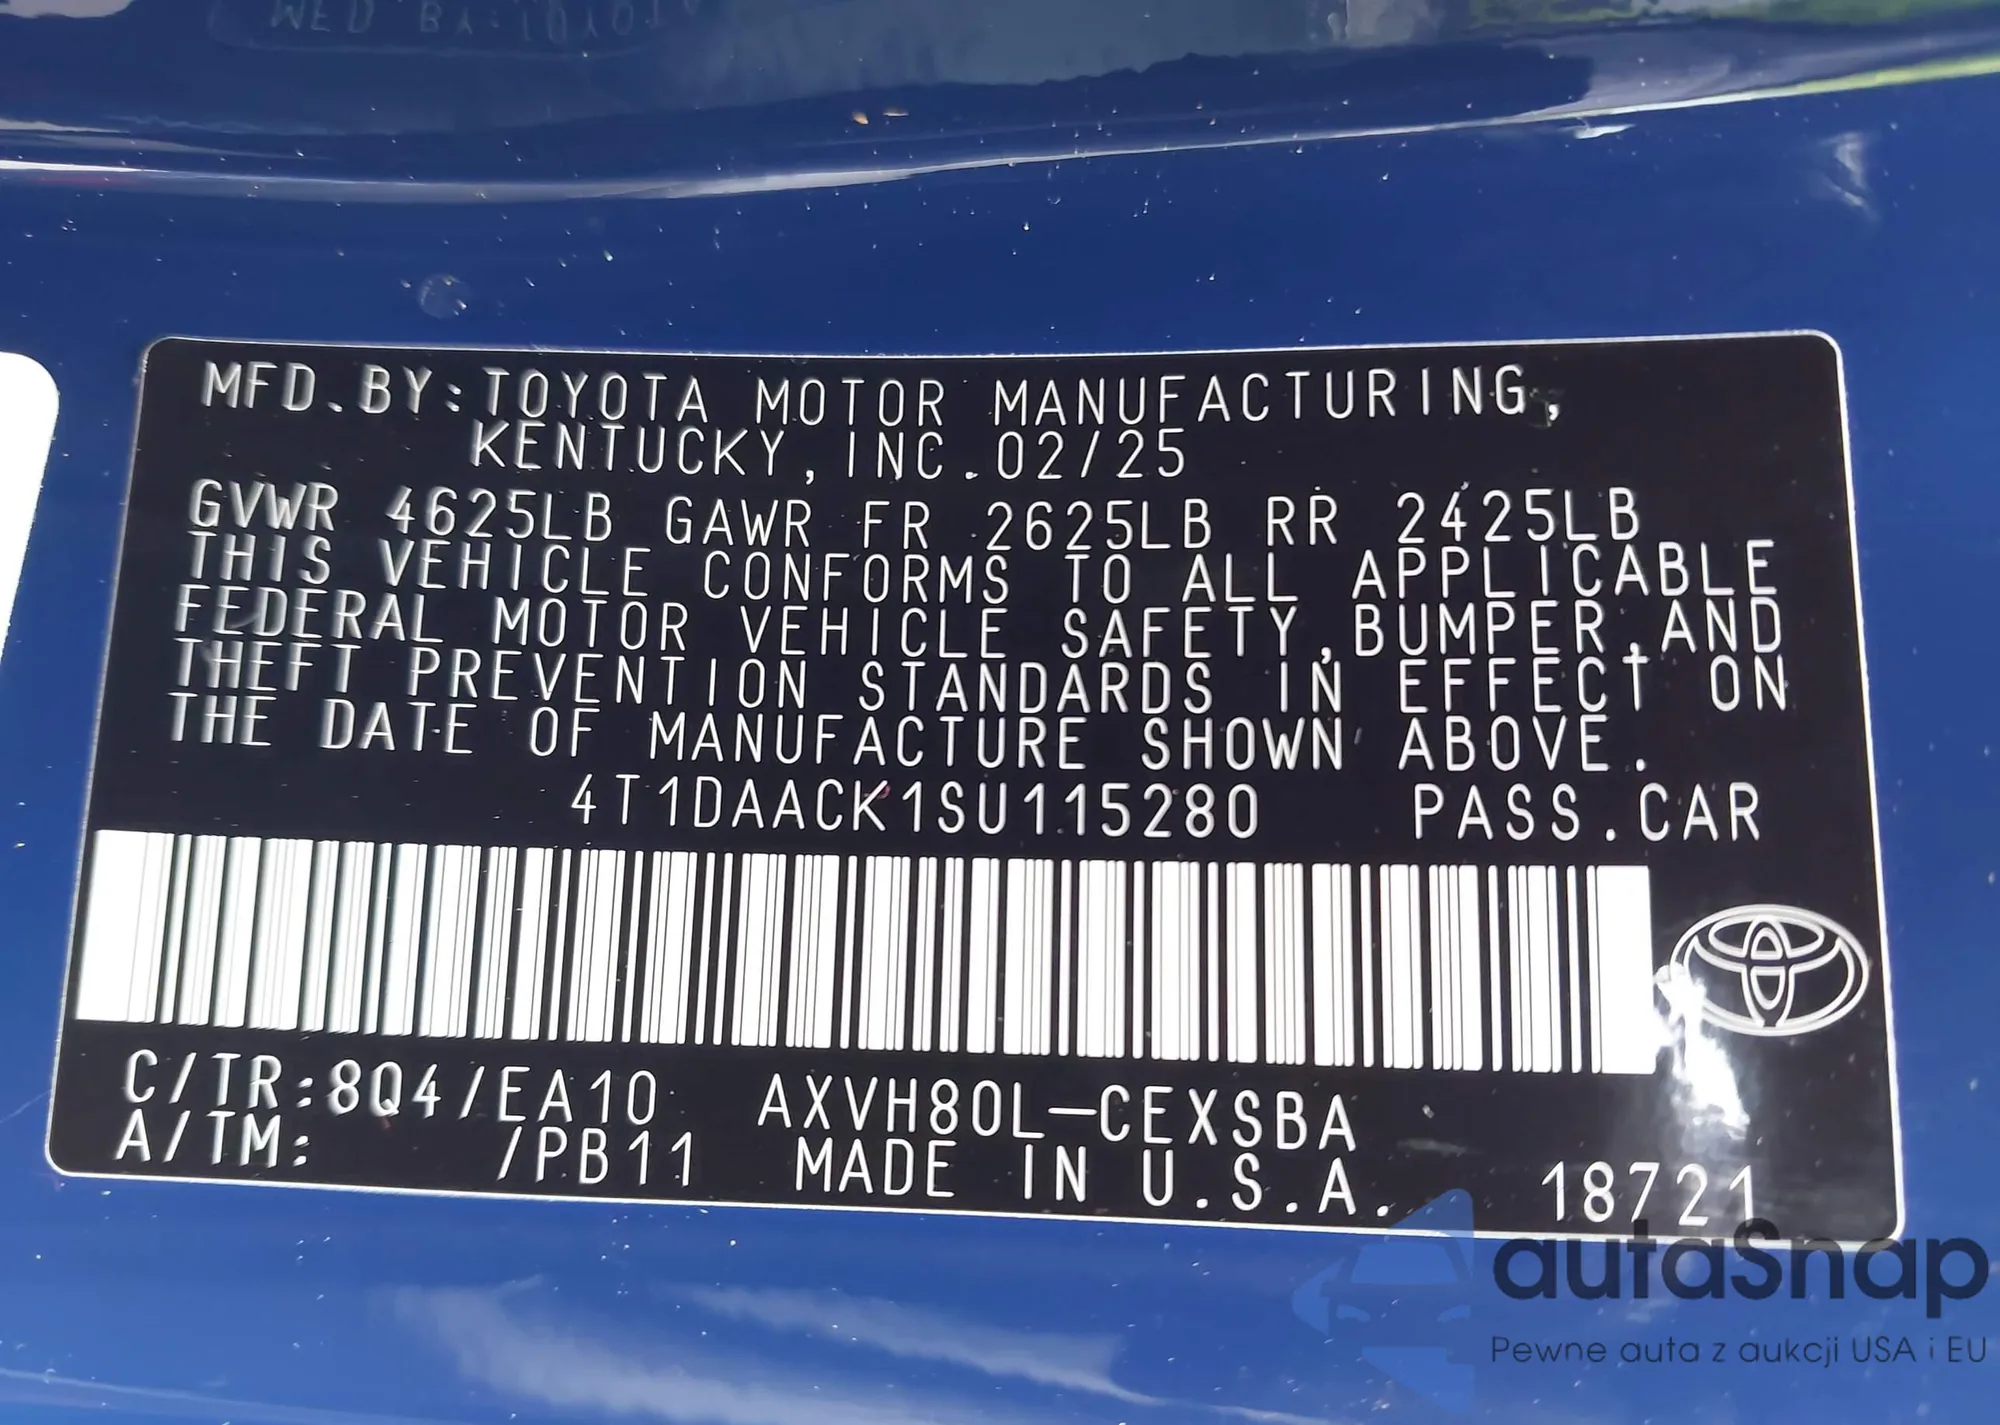 MFD.BY:TOYOTA MOTOR MANUFACTURING,
KENTUCKY, INC.02/25
GVWR 4625LB GAWR FR 2625LB RR 2425LB
THIS VEHICLE CONFORMS TO ALL APPLICABLE
FEDERAL MOTOR VEHICLE SAFETY,BUMPER,AND
THEFT PREVENTION STANDARDS IN EFFECT ON
THE DATE OF MANUFACTURE SHOWN ABOVE.
4T1DAACK1SU115280 PASS.CAR
C/TR:8Q4/EA10 AXVH80L-CEXSBA
A/TM: /PB11 MADE IN U.S.A. 18721
autaSnap
Pewne auta z aukcji USA i EU